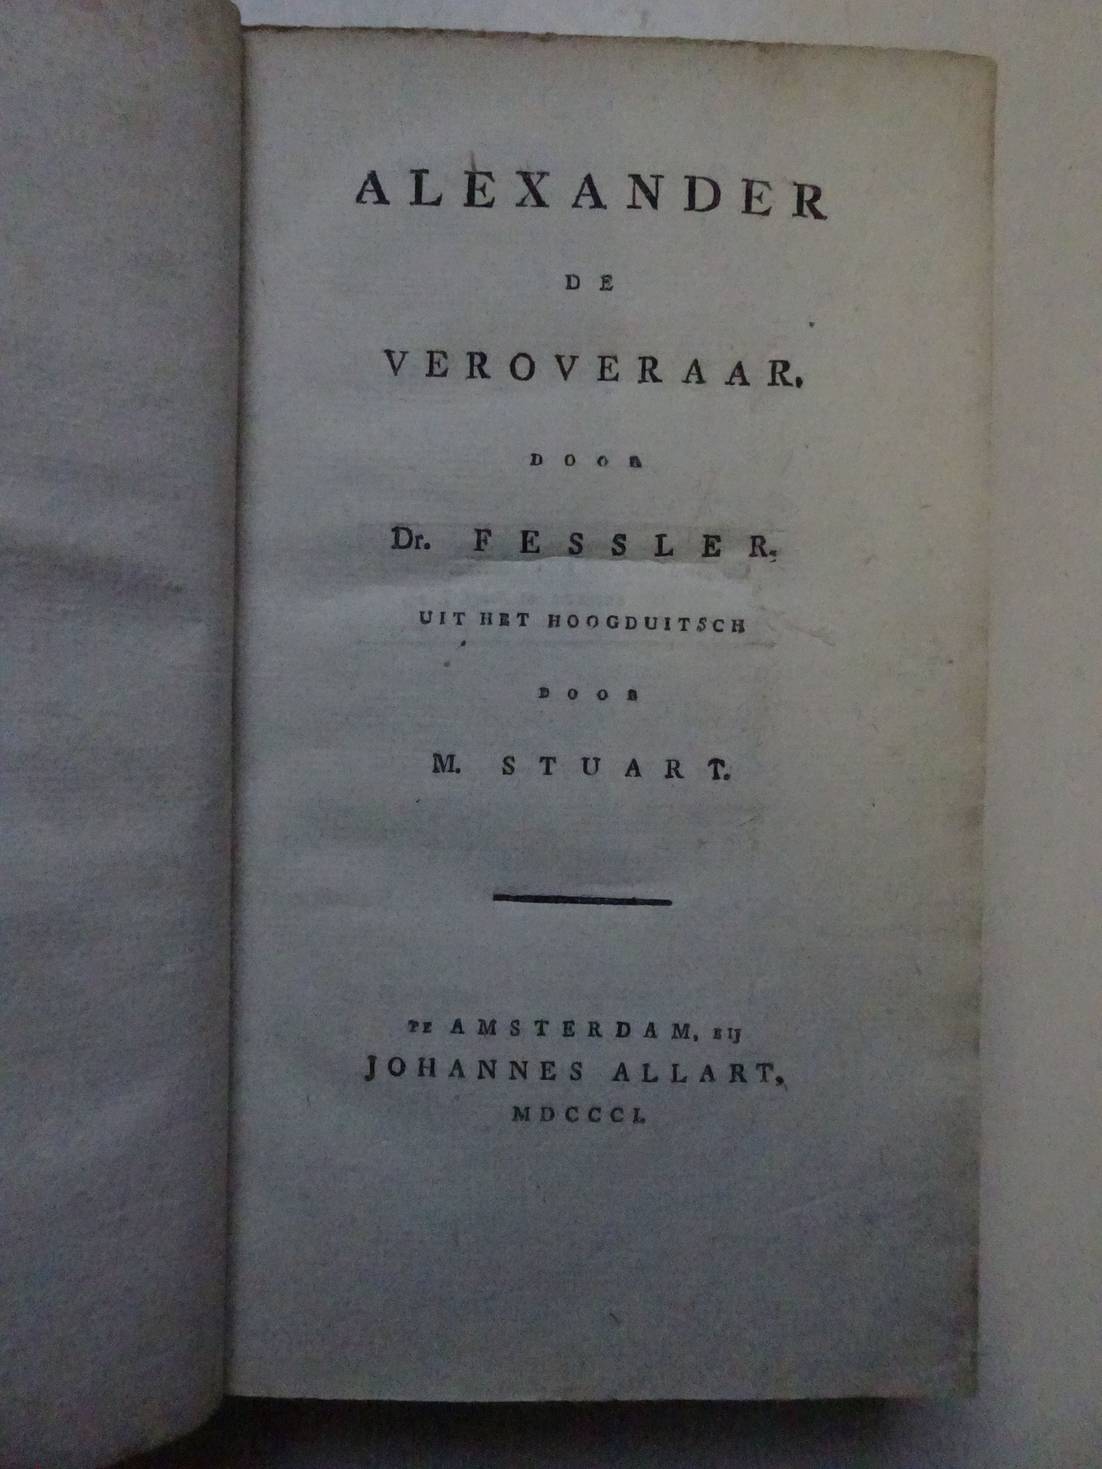 ALEXANDER
DE
VEROVERAAR.
DOOR
Dr. FESSLER.
UIT HET HOOGDUITSCH
DOOR
M. STUART.
TE AMSTERDAM, BIJ
JOHANNES ALLART,
MDCCCI.